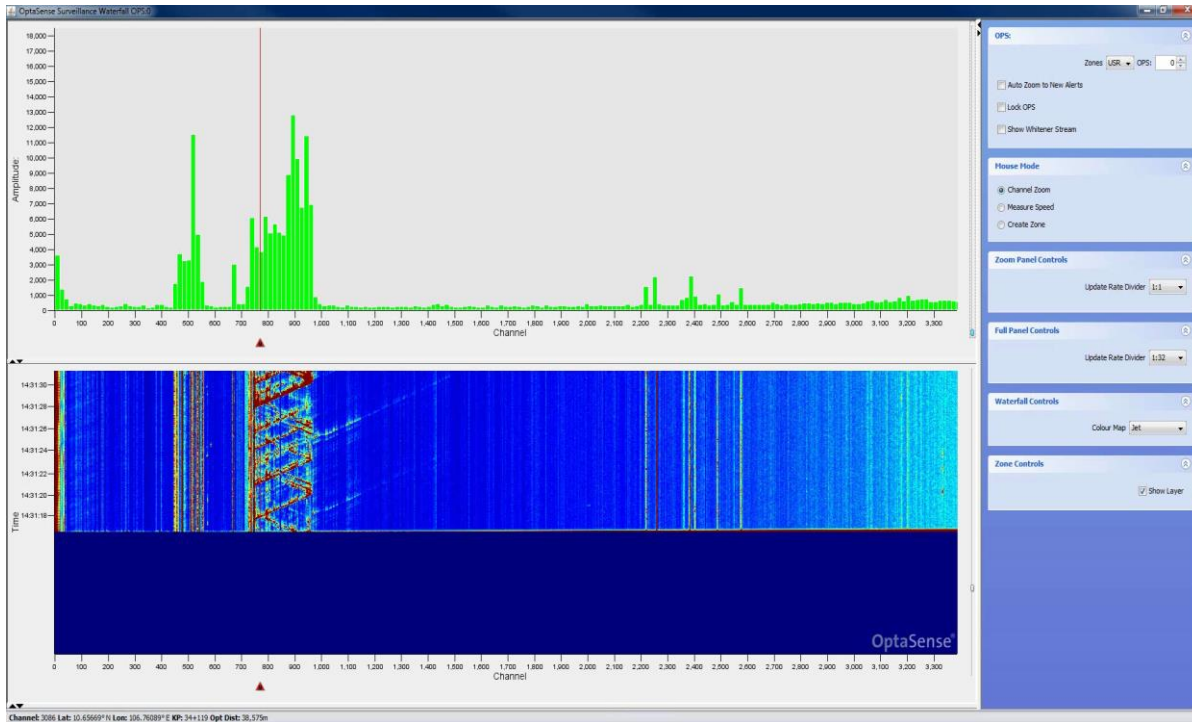 OptaSense Surveillance Waterfall OPS:0
18,000
17,000
16,000
15,000
14,000
13,000
12,000
11,000
10,000
9,000
8,000
7,000
6,000
5,000
4,000
3,000
2,000
1,000
0
Amplitude:
0 100 200 300 400 500 600 700 800 900 1,000 1,100 1,200 1,300 1,400 1,500 1,600 1,700 1,800 1,900 2,000 2,100 2,200 2,300 2,400 2,500 2,600 2,700 2,800 2,900 3,000 3,100 3,200 3,300
Channel
14:31:30
14:31:28
14:31:26
14:31:24
14:31:22
14:31:20
14:31:18
Time
OptaSense®
0 100 200 300 400 500 600 700 800 900 1,000 1,100 1,200 1,300 1,400 1,500 1,600 1,700 1,800 1,900 2,000 2,100 2,200 2,300 2,400 2,500 2,600 2,700 2,800 2,900 3,000 3,100 3,200 3,300
Channel
OPS:
Zones USR OPS: 0
Auto Zoom to New Alerts
Lock OPS
Show Whitener Stream
Mouse Mode
Channel Zoom
Measure Speed
Create Zone
Zoom Panel Controls
Update Rate Divider 1:1
Full Panel Controls
Update Rate Divider 1:32
Waterfall Controls
Colour Map Jet
Zone Controls
Show Layer
Channel: 3086 Lat: 10.65669° N Lon: 106.76089° E KP: 34+119 Opt Dist: 38,575m